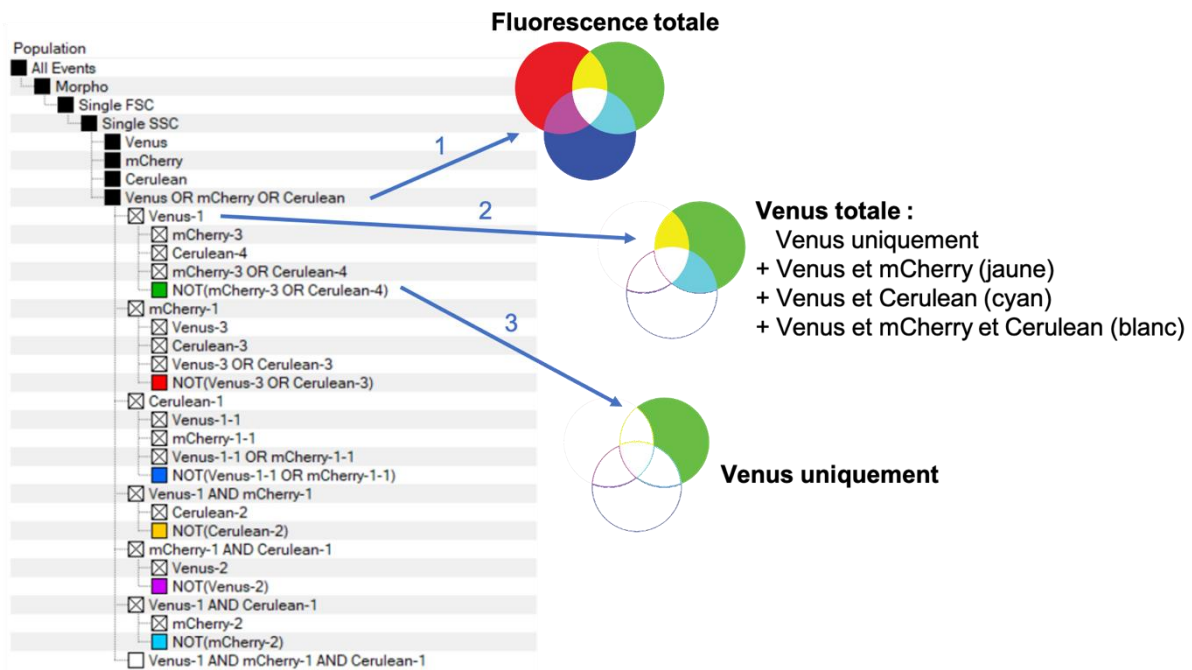 Fluorescence totale
Population
All Events
Morpho
Single FSC
Single SSC
Venus
mCherry
Cerulean
Venus OR mCherry OR Cerulean
Venus-1
mCherry-3
Cerulean-4
mCherry-3 OR Cerulean-4
NOT(mCherry-3 OR Cerulean-4)
mCherry-1
Venus-3
Cerulean-3
Venus-3 OR Cerulean-3
NOT(Venus-3 OR Cerulean-3)
Cerulean-1
Venus-1-1
mCherry-1-1
Venus-1-1 OR mCherry-1-1
NOT(Venus-1-1 OR mCherry-1-1)
Venus-1 AND mCherry-1
Cerulean-2
NOT(Cerulean-2)
mCherry-1 AND Cerulean-1
Venus-2
NOT(Venus-2)
Venus-1 AND Cerulean-1
mCherry-2
NOT(mCherry-2)
Venus-1 AND mCherry-1 AND Cerulean-1
1
2
3
Venus totale :
Venus uniquement
+ Venus et mCherry (jaune)
+ Venus et Cerulean (cyan)
+ Venus et mCherry et Cerulean (blanc)
Venus uniquement